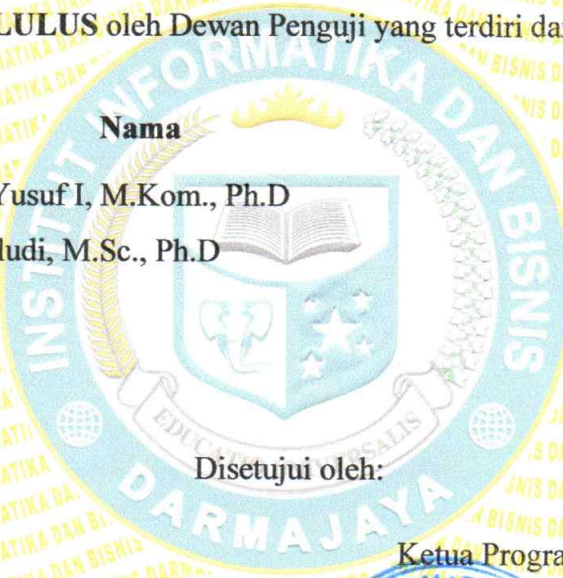 LULUS oleh Dewan Penguji yang terdiri dar
Nama
Yusuf I, M.Kom., Ph.D
ludi, M.Sc., Ph.D
INSTITUT INFORMATIKA DAN BISNIS
DARMAJAYA
Disetujui oleh:
Ketua Progra